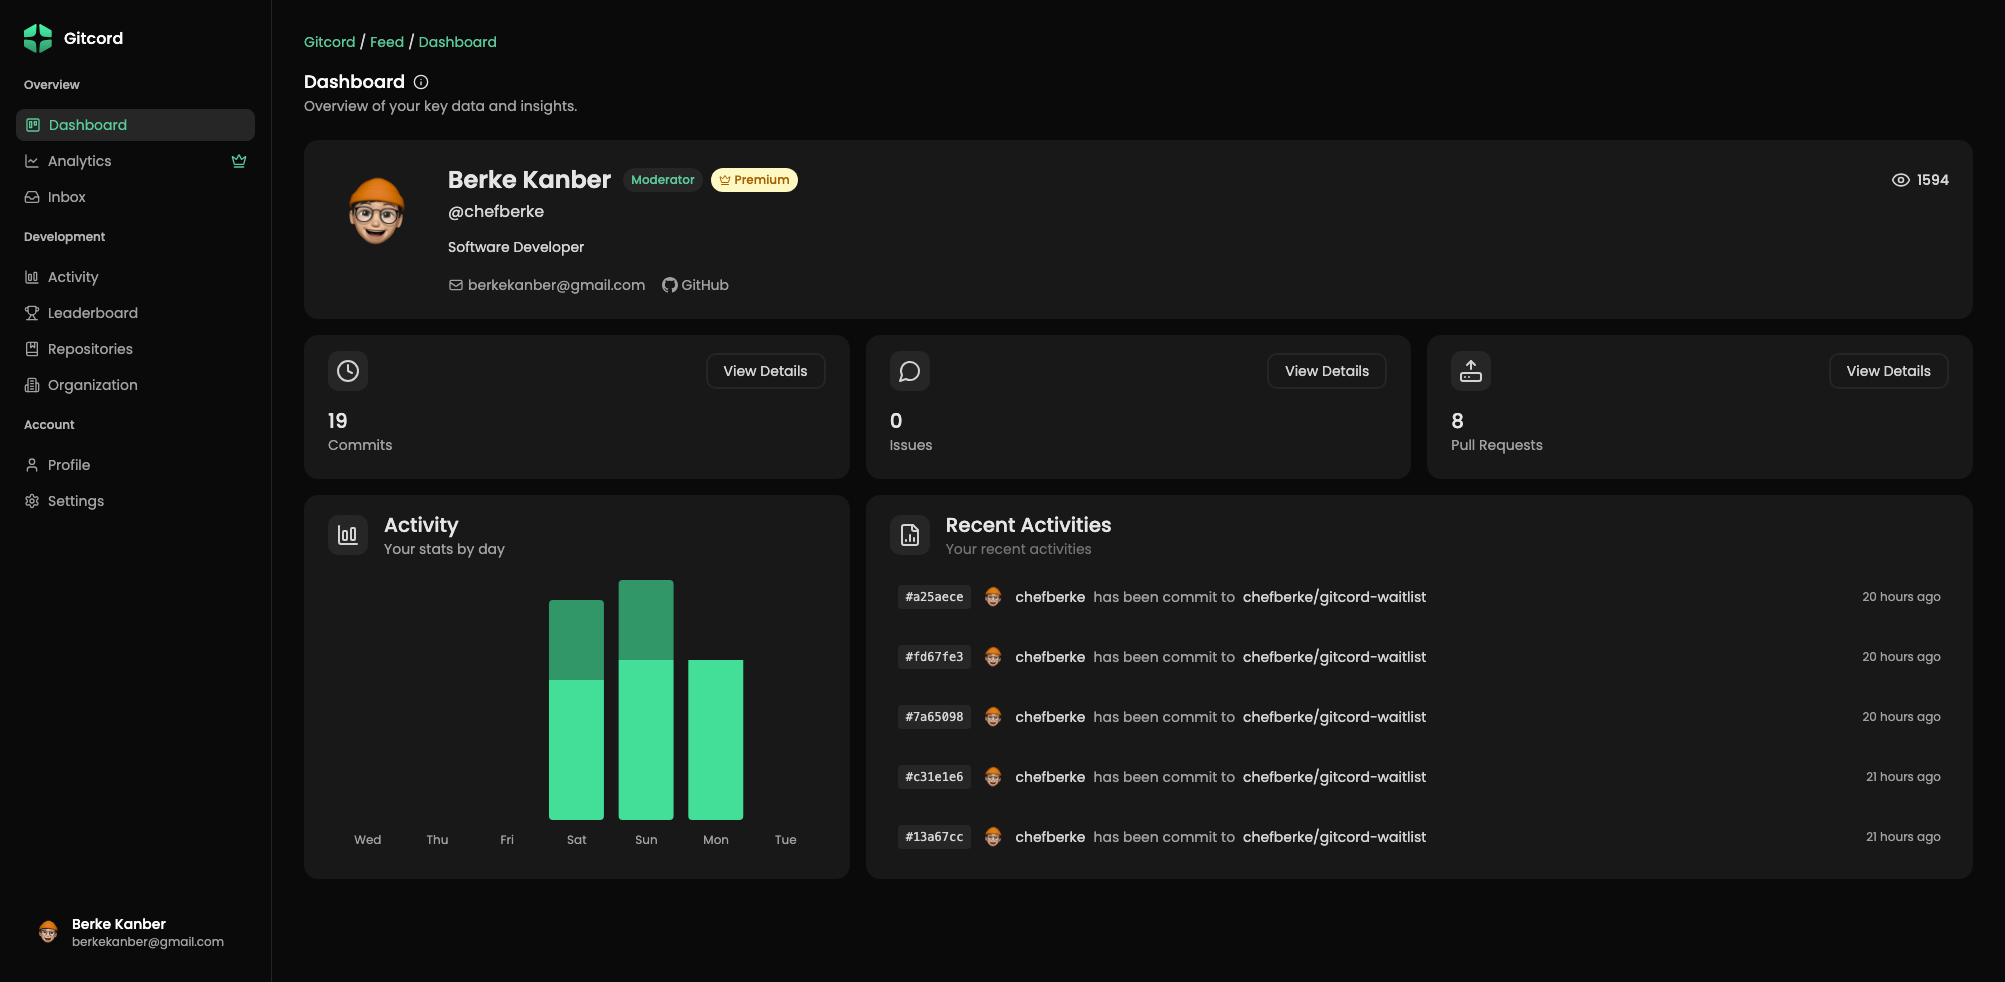 Gitcord
Overview
Dashboard
Analytics
Inbox
Development
Activity
Leaderboard
Repositories
Organization
Account
Profile
Settings
Berke Kanber
berkekanber@gmail.com
Gitcord / Feed / Dashboard
Dashboard
Overview of your key data and insights.
Berke Kanber Moderator Premium 1594
@chefberke
Software Developer
berkekanber@gmail.com GitHub
View Details
19
Commits
View Details
0
Issues
View Details
8
Pull Requests
Activity
Your stats by day
Wed Thu Fri Sat Sun Mon Tue
Recent Activities
Your recent activities
#a25aece chefberke has been commit to chefberke/gitcord-waitlist 20 hours ago
#fd67fe3 chefberke has been commit to chefberke/gitcord-waitlist 20 hours ago
#7a65098 chefberke has been commit to chefberke/gitcord-waitlist 20 hours ago
#c31e1e6 chefberke has been commit to chefberke/gitcord-waitlist 21 hours ago
#13a67cc chefberke has been commit to chefberke/gitcord-waitlist 21 hours ago